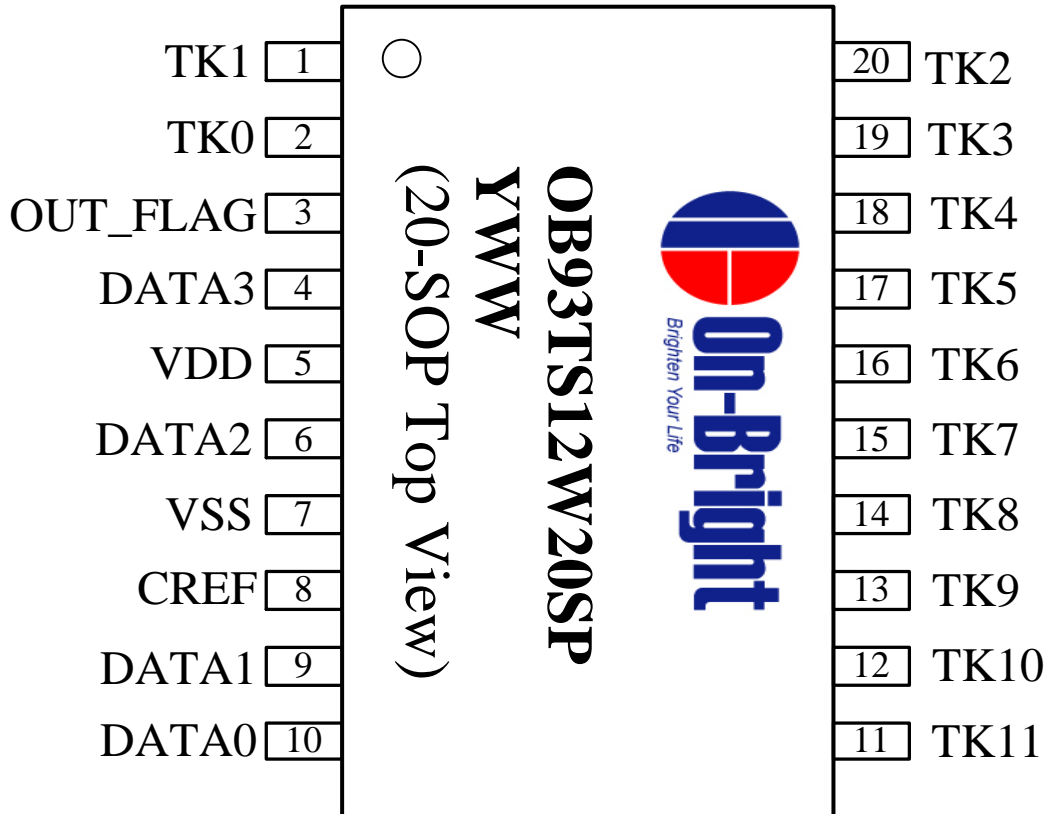 TK1 1
TK0 2
OUT_FLAG 3
DATA3 4
VDD 5
DATA2 6
VSS 7
CREF 8
DATA1 9
DATA0 10
OB93TS12W20SP
YWW
(20-SOP Top View)
On-Bright
Brighten Your Life
20 TK2
19 TK3
18 TK4
17 TK5
16 TK6
15 TK7
14 TK8
13 TK9
12 TK10
11 TK11